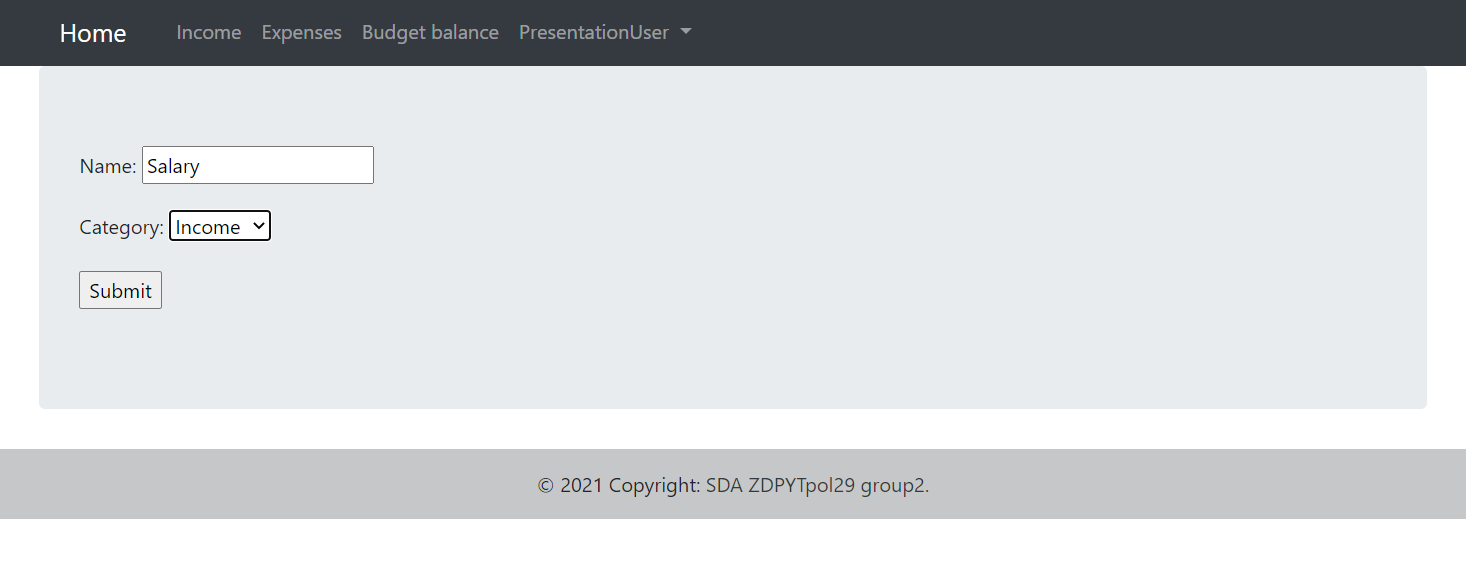 Home Income Expenses Budget balance PresentationUser
Name: Salary
Category: Income
Submit
© 2021 Copyright: SDA ZDPYTpol29 group2.